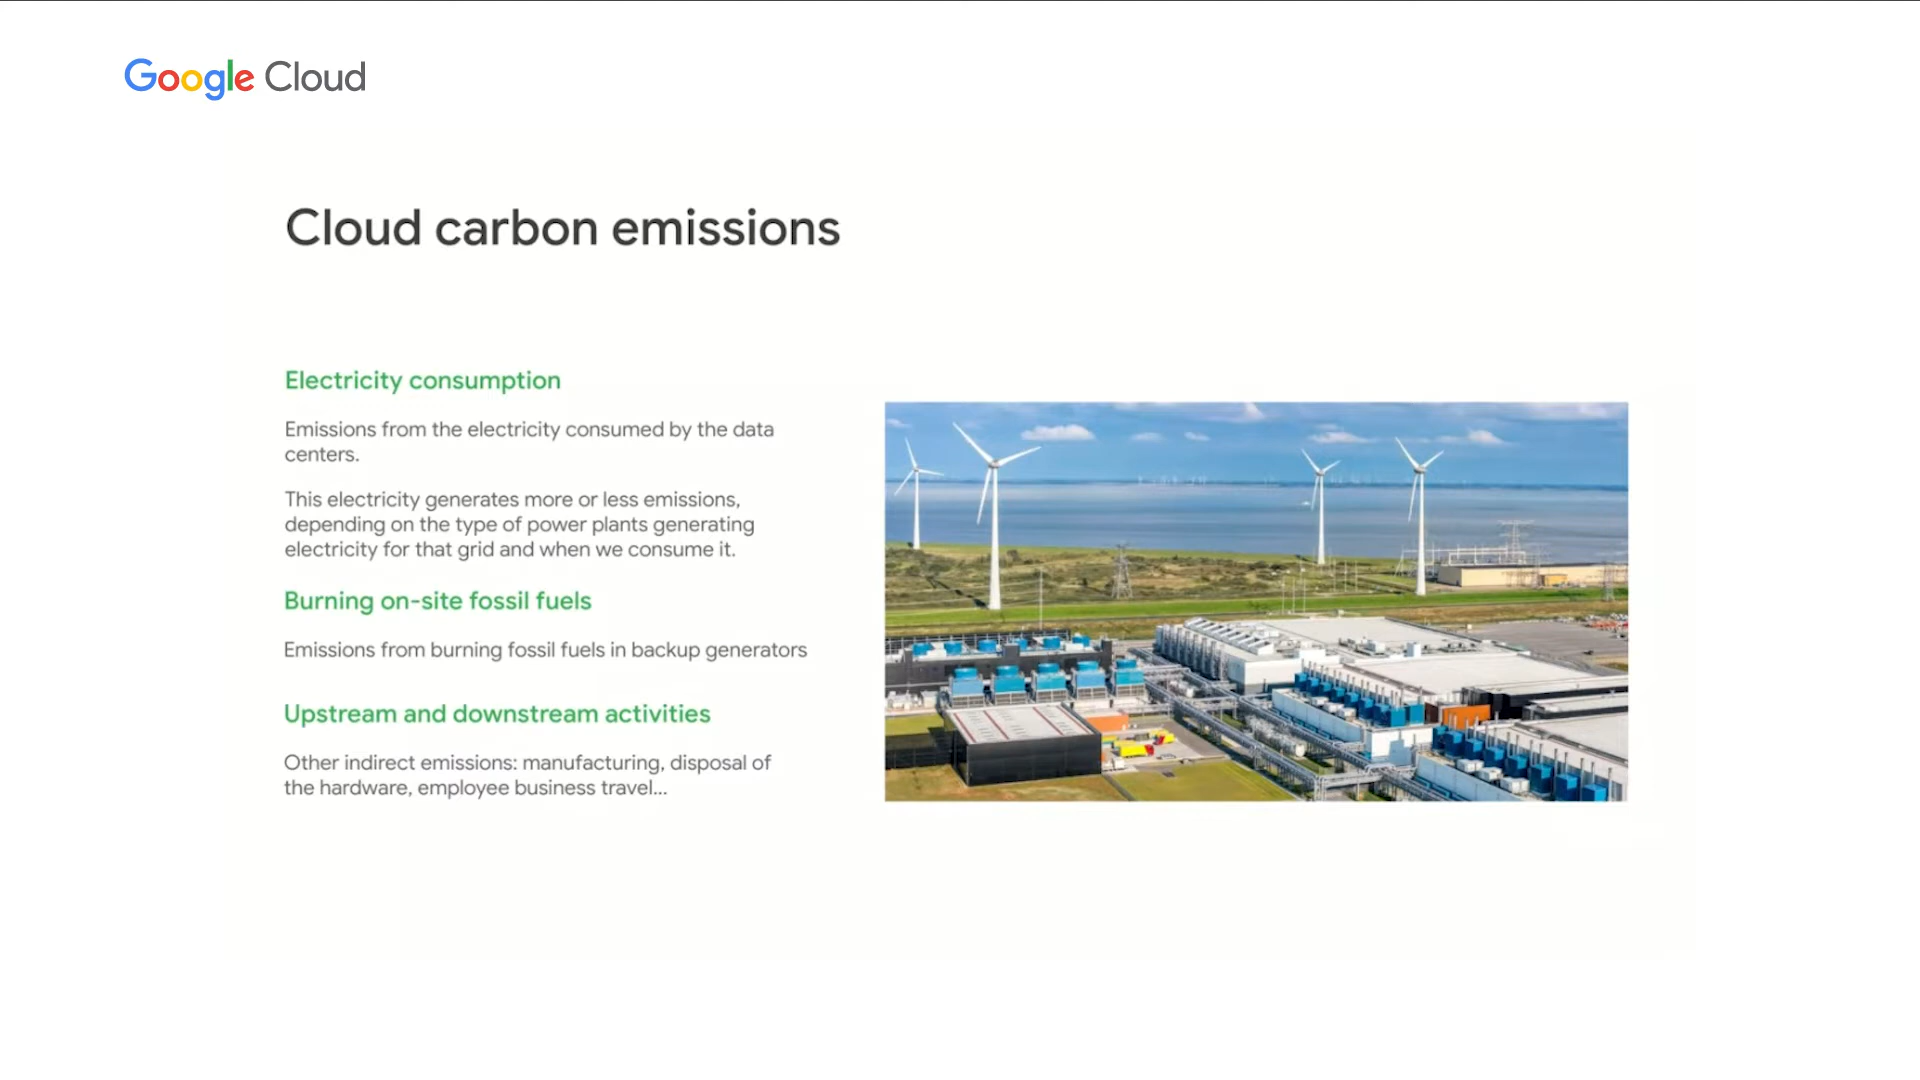 Google Cloud
Cloud carbon emissions
Electricity consumption
Emissions from the electricity consumed by the data
centers.
This electricity generates more or less emissions,
depending on the type of power plants generating
electricity for that grid and when we consume it.
Burning on-site fossil fuels
Emissions from burning fossil fuels in backup generators
Upstream and downstream activities
Other indirect emissions: manufacturing, disposal of
the hardware, employee business travel...